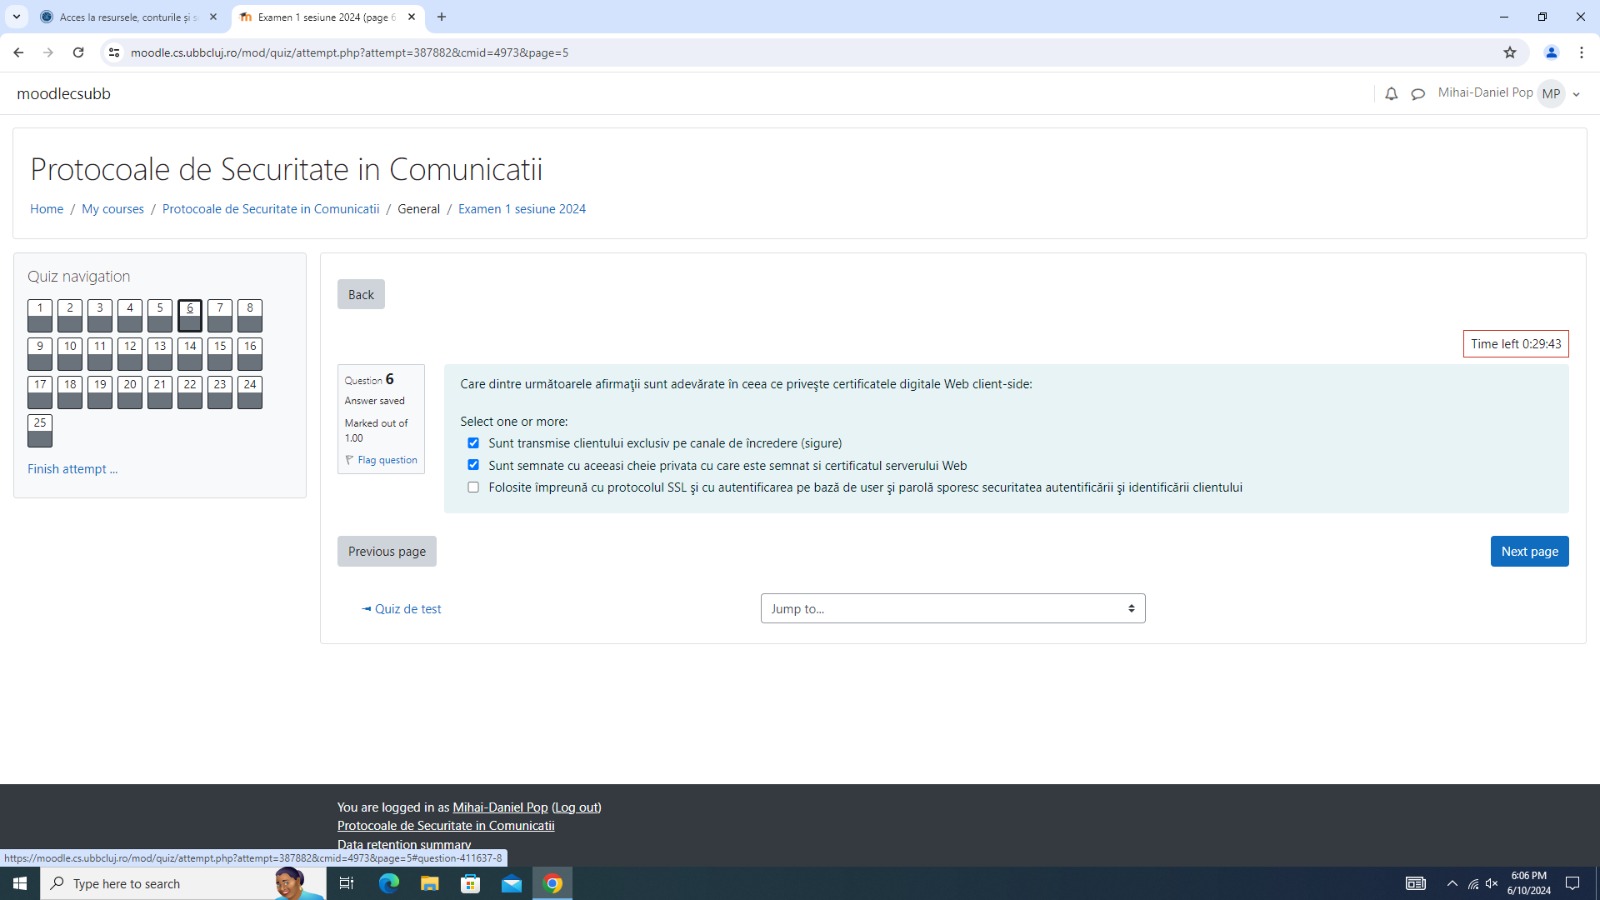 Acces la resursele, conturile și s
Examen 1 sesiune 2024 (page 6
moodle.cs.ubbcluj.ro/mod/quiz/attempt.php?attempt=387882&cmid=4973&page=5
moodlecsubb
Mihai-Daniel Pop MP
Protocoale de Securitate in Comunicatii
Home / My courses / Protocoale de Securitate in Comunicatii / General / Examen 1 sesiune 2024
Quiz navigation
1 2 3 4 5 6 7 8
9 10 11 12 13 14 15 16
17 18 19 20 21 22 23 24
25
Finish attempt ...
Back
Time left 0:29:43
Question 6
Answer saved
Marked out of
1.00
Flag question
Care dintre următoarele afirmaţii sunt adevărate în ceea ce priveşte certificatele digitale Web client-side:
Select one or more:
Sunt transmise clientului exclusiv pe canale de încredere (sigure)
Sunt semnate cu aceeasi cheie privata cu care este semnat si certificatul serverului Web
Folosite împreună cu protocolul SSL şi cu autentificarea pe bază de user şi parolă sporesc securitatea autentificării şi identificării clientului
Previous page
Next page
◄ Quiz de test
Jump to...
You are logged in as Mihai-Daniel Pop (Log out)
Protocoale de Securitate in Comunicatii
Data retention summary
https://moodle.cs.ubbcluj.ro/mod/quiz/attempt.php?attempt=387882&cmid=4973&page=5#question-411637-8
Type here to search
6:06 PM
6/10/2024